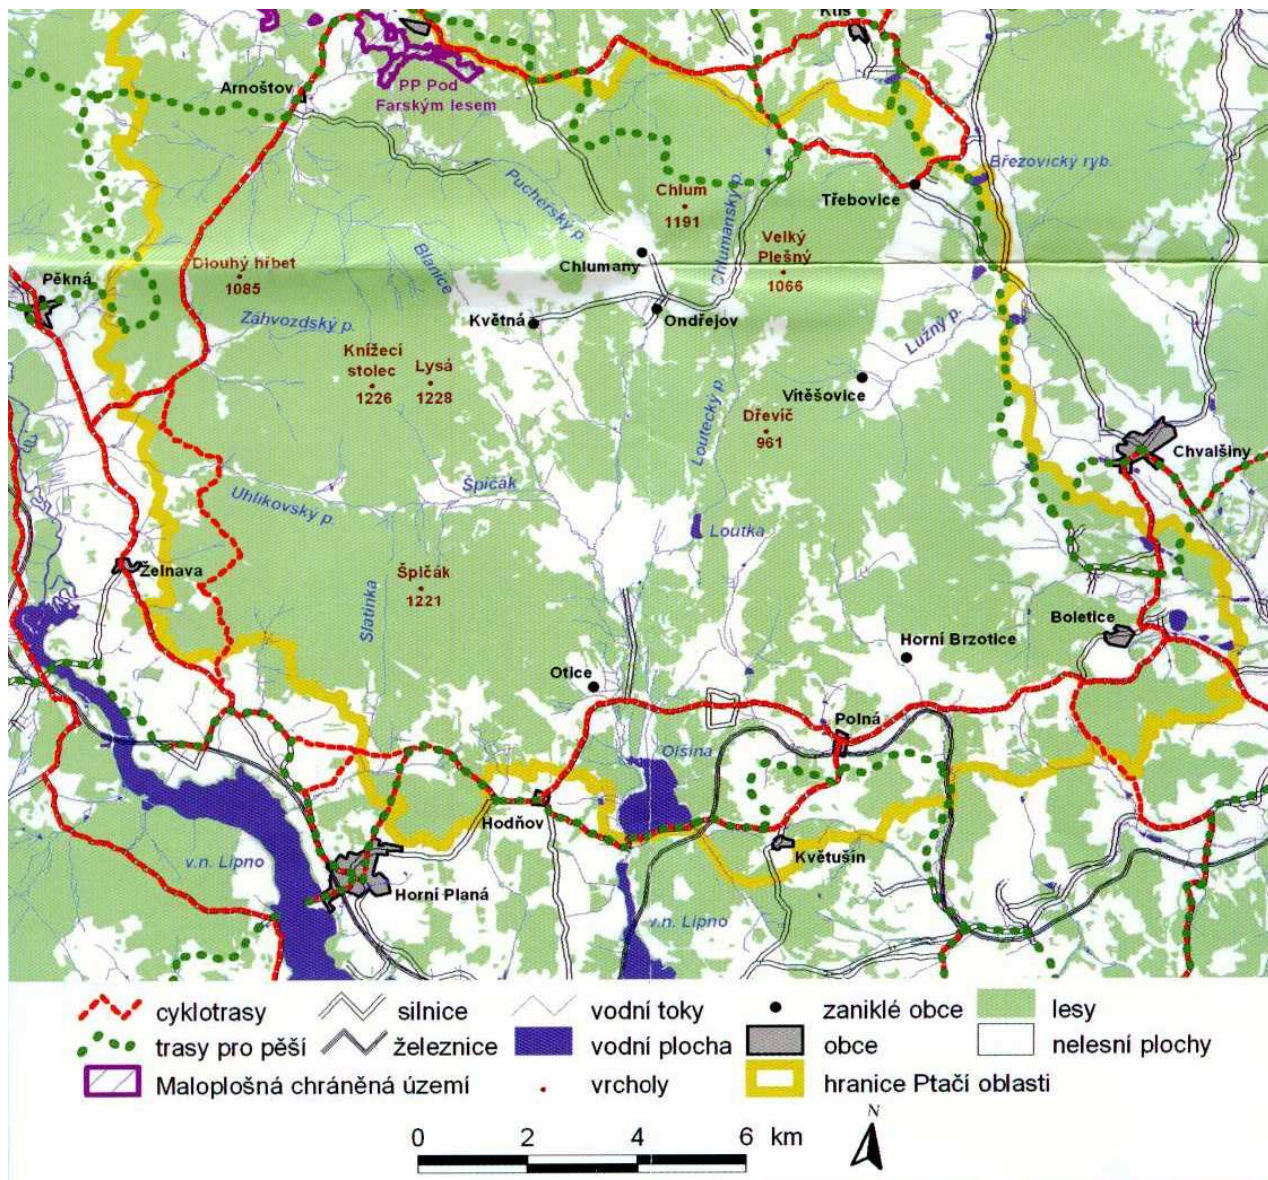 Ktiš
Arnoštov
PP Pod
Farským lesem
Březovický ryb.
Puchéřský p.
Chlum
1191
Třebovice
Chlumanský p.
Velký
Plešný
1066
Blanice
Chlumany
Dlouhý hřbet
1085
Pěkná
Záhvozdský p.
Květná
Ondřejov
Lužný p.
Knížecí
stolec
1226
Lysá
1228
Vítěšovice
Dřevíč
961
Loutecký p.
Chvalšiny
Uhlíkovský p.
Špičák
Loutka
Želnava
Špičák
1221
Slatinka
Boletice
Horní Brzotice
Otice
Polná
Olšina
Hodňov
Květušín
v.n. Lipno
Horní Planá
v.n. Lipno
cyklotrasy
silnice
vodní toky
zaniklé obce
lesy
trasy pro pěší
železnice
vodní plocha
obce
nelesní plochy
Maloplošná chráněná území
vrcholy
hranice Ptačí oblasti
N
0 2 4 6 km